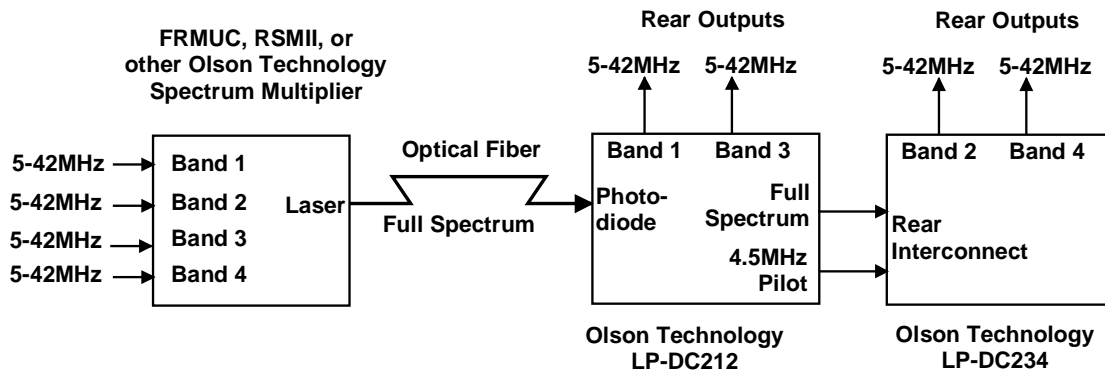 FRMUC, RSMII, or
other Olson Technology
Spectrum Multiplier
5-42MHz
5-42MHz
5-42MHz
5-42MHz
Band 1
Band 2
Band 3
Band 4
Laser
Optical Fiber
Full Spectrum
Rear Outputs
5-42MHz 5-42MHz
Band 1 Band 3
Photo-
diode
Full
Spectrum
4.5MHz
Pilot
Olson Technology
LP-DC212
Rear Outputs
5-42MHz 5-42MHz
Band 2 Band 4
Rear
Interconnect
Olson Technology
LP-DC234